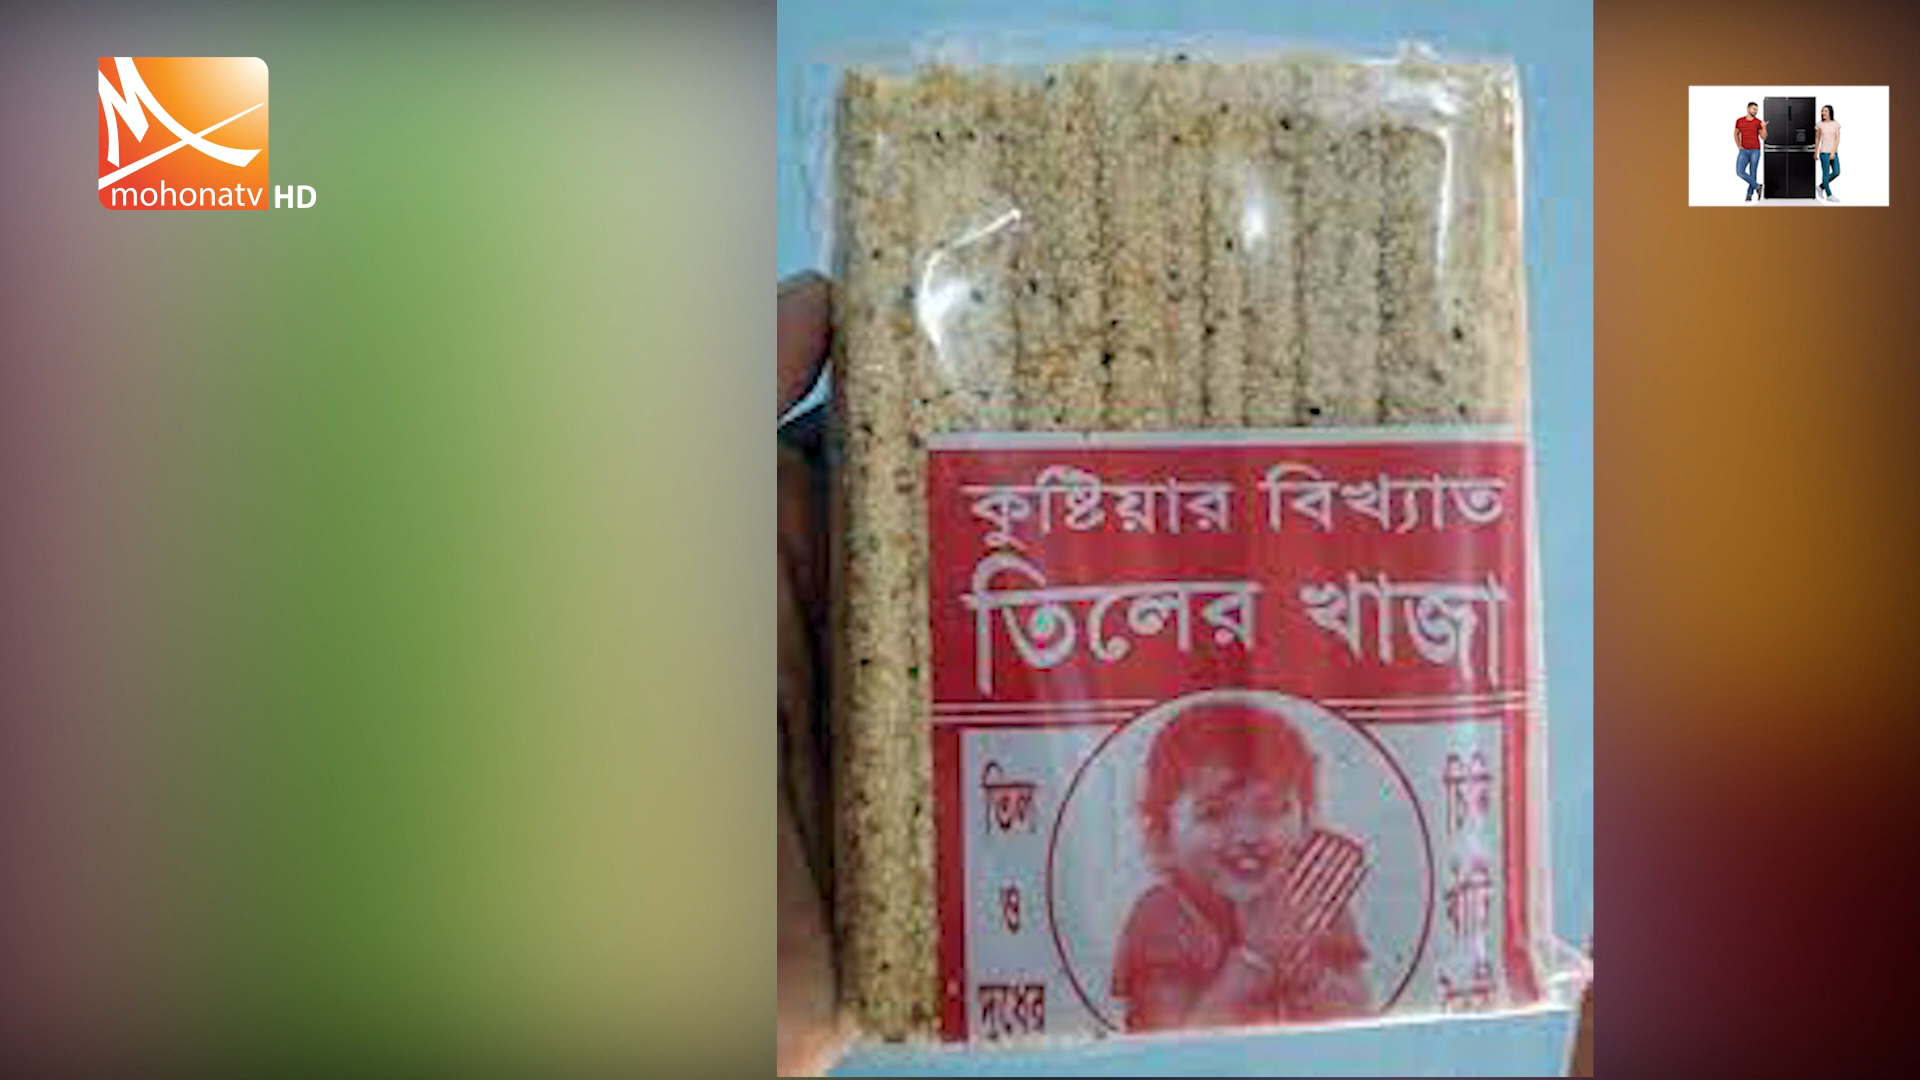 mohonatv HD
কুষ্টিয়ার বিখ্যাত
তিলের খাজা
তিল
ও
দুধের